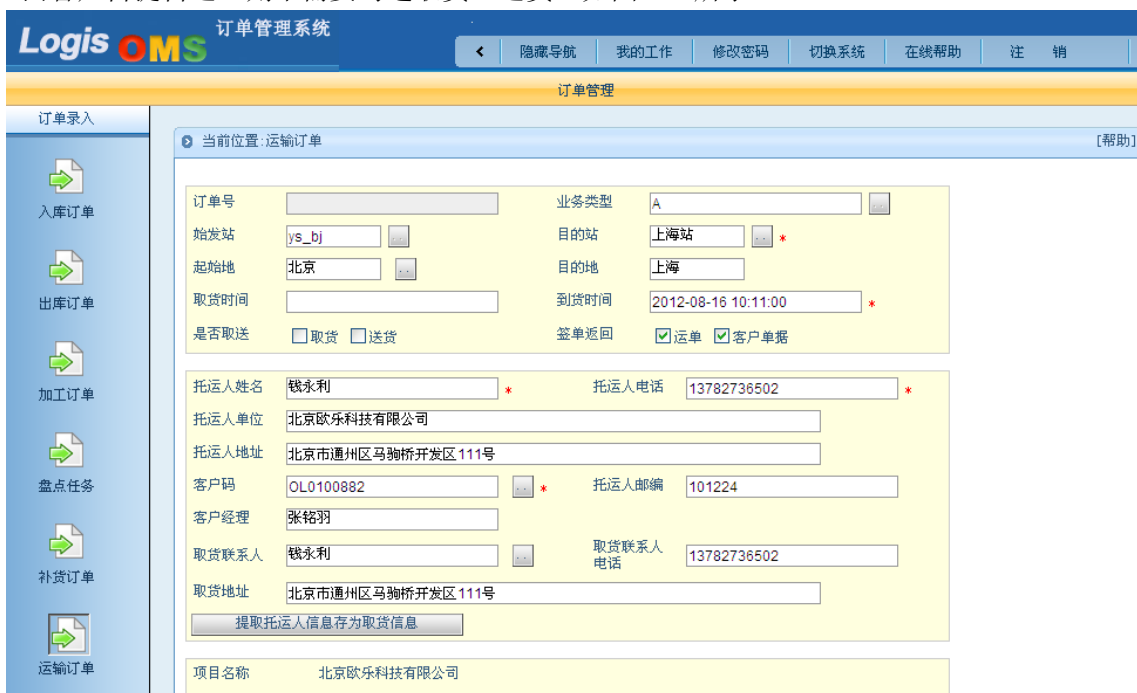 Logis OMS 订单管理系统
隐藏导航 我的工作 修改密码 切换系统 在线帮助 注 销
订单管理
订单录入
当前位置:运输订单 [帮助]
入库订单
出库订单
加工订单
盘点任务
补货订单
运输订单
订单号 业务类型 A
始发站 ys_bj 目的站 上海站 *
起始地 北京 目的地 上海
取货时间 到货时间 2012-08-16 10:11:00 *
是否取送 取货 送货 签单返回 运单 客户单据
托运人姓名 钱永利 * 托运人电话 13782736502 *
托运人单位 北京欧乐科技有限公司
托运人地址 北京市通州区马驹桥开发区111号
客户码 OL0100882 * 托运人邮编 101224
客户经理 张铭羽
取货联系人 钱永利 取货联系人
电话 13782736502
取货地址 北京市通州区马驹桥开发区111号
提取托运人信息存为取货信息
项目名称 北京欧乐科技有限公司